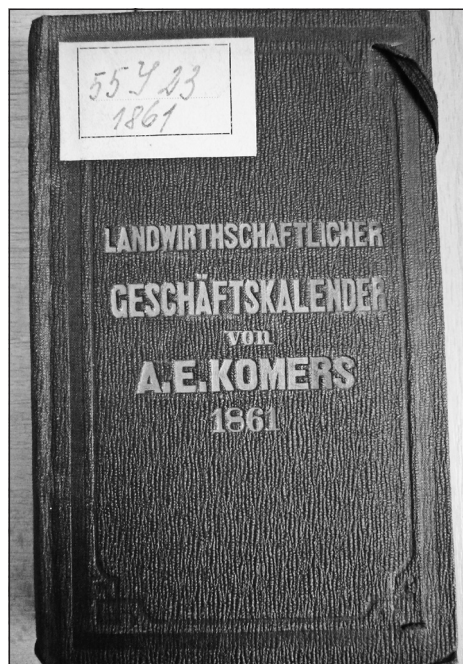 55 J 23
1861
LANDWIRTHSCHAFTLICHER
GESCHÄFTSKALENDER
von
A.E.KOMERS
1861